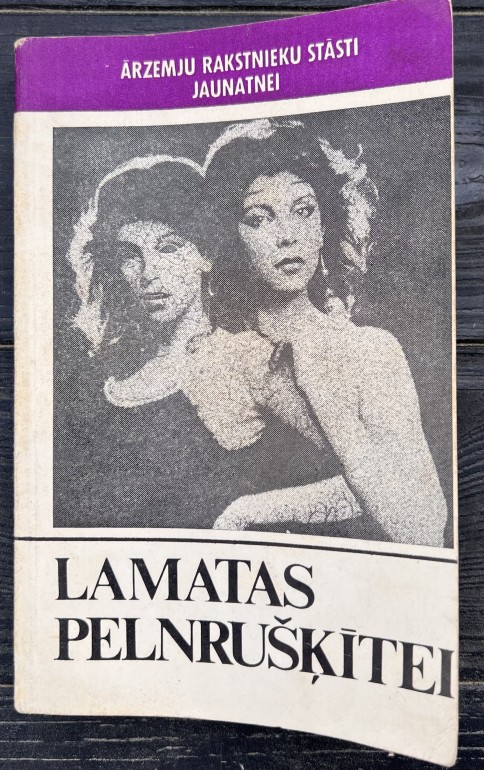 ĀRZEMJU RAKSTNIEKU STĀSTI
JAUNATNEI
LAMATAS
PELNRUŠĶĪTEI